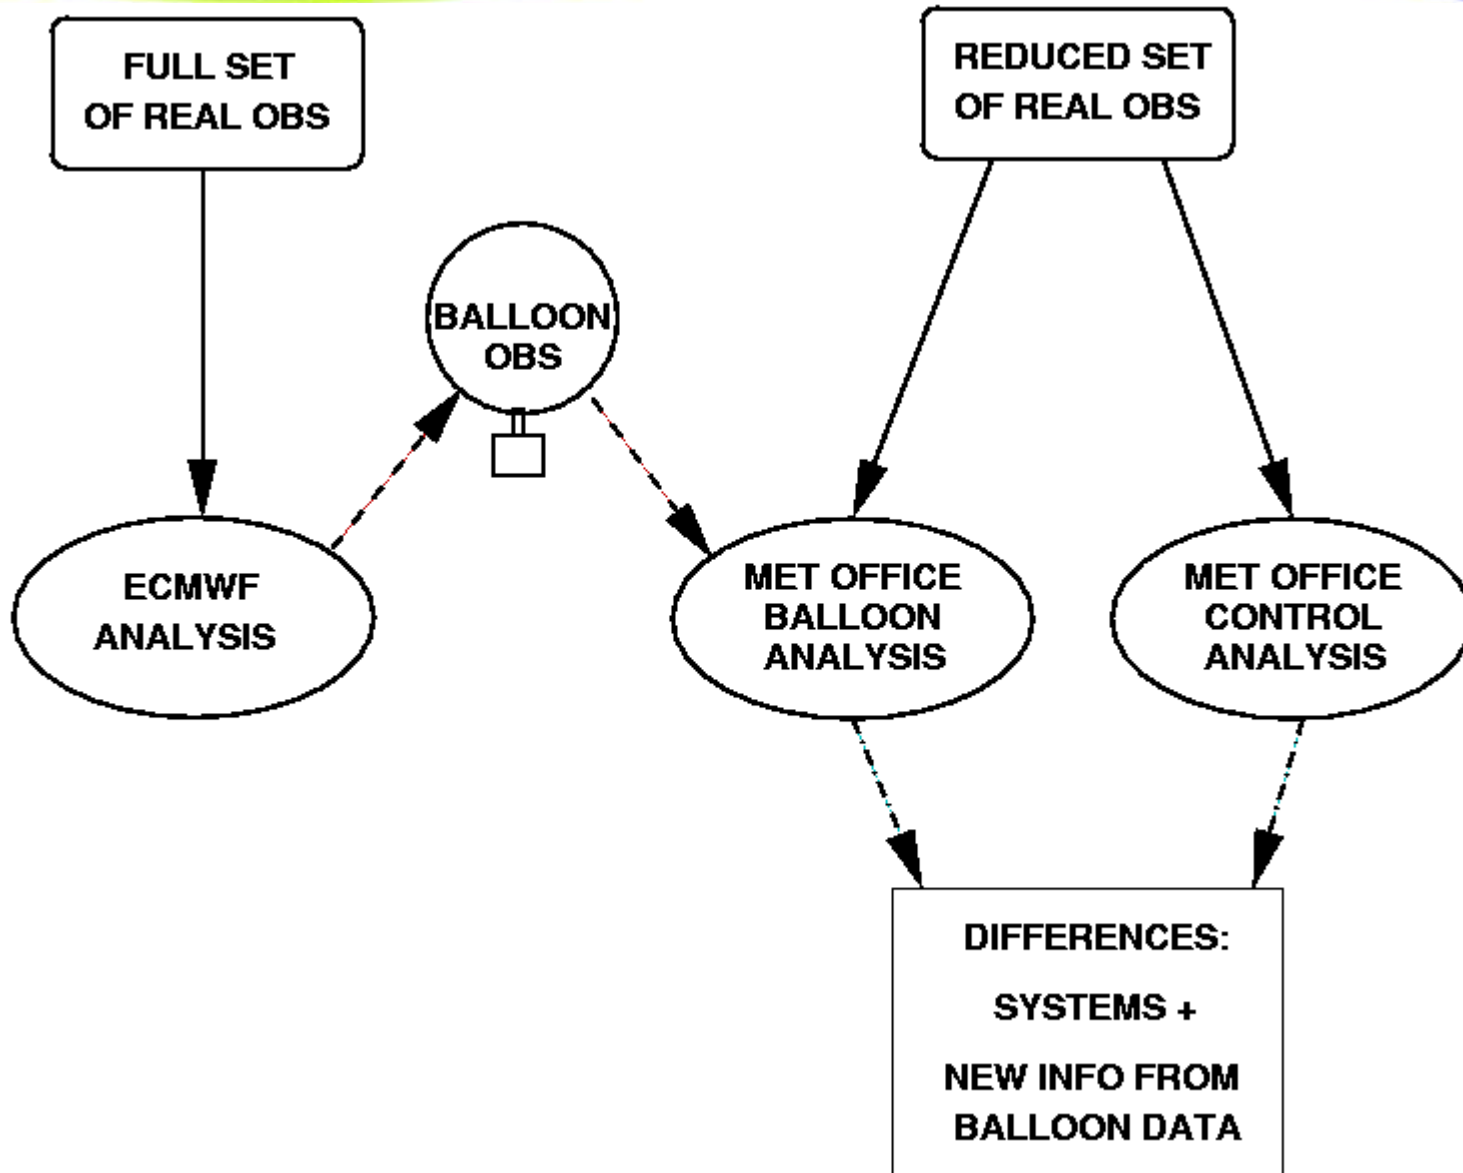 FULL SET
OF REAL OBS
REDUCED SET
OF REAL OBS
BALLOON
OBS
ECMWF
ANALYSIS
MET OFFICE
BALLOON
ANALYSIS
MET OFFICE
CONTROL
ANALYSIS
DIFFERENCES:
SYSTEMS +
NEW INFO FROM
BALLOON DATA